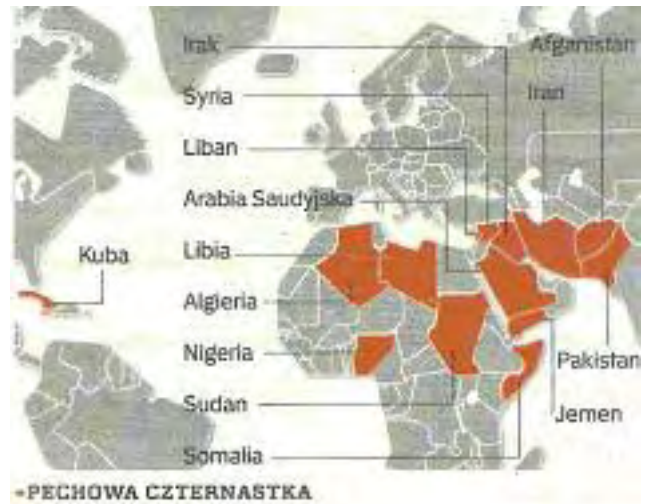 Irak
Afganistan
Syria
Iran
Liban
Arabia Saudyjska
Libia
Kuba
Algieria
Nigeria
Pakistan
Sudan
Jemen
Somalia
PECHOWA CZTERNASTKA